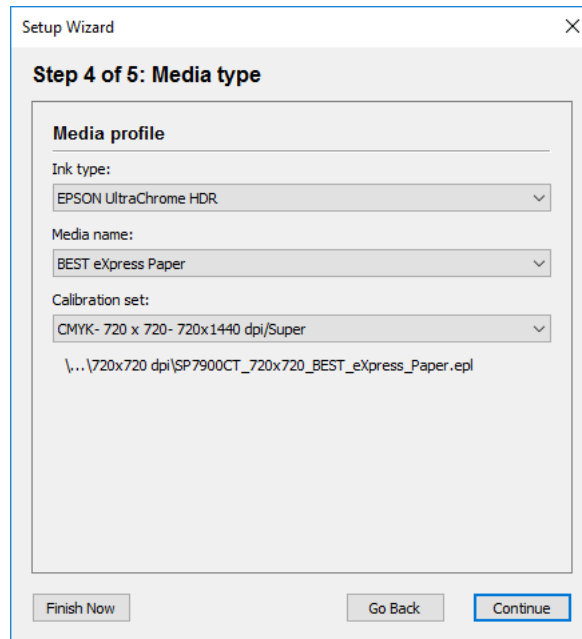 Setup Wizard
Step 4 of 5: Media type
Media profile
Ink type:
EPSON UltraChrome HDR
Media name:
BEST eXpress Paper
Calibration set:
CMYK- 720 x 720- 720x1440 dpi/Super
\...\720x720 dpi\SP7900CT_720x720_BEST_eXpress_Paper.epl
Finish Now Go Back Continue